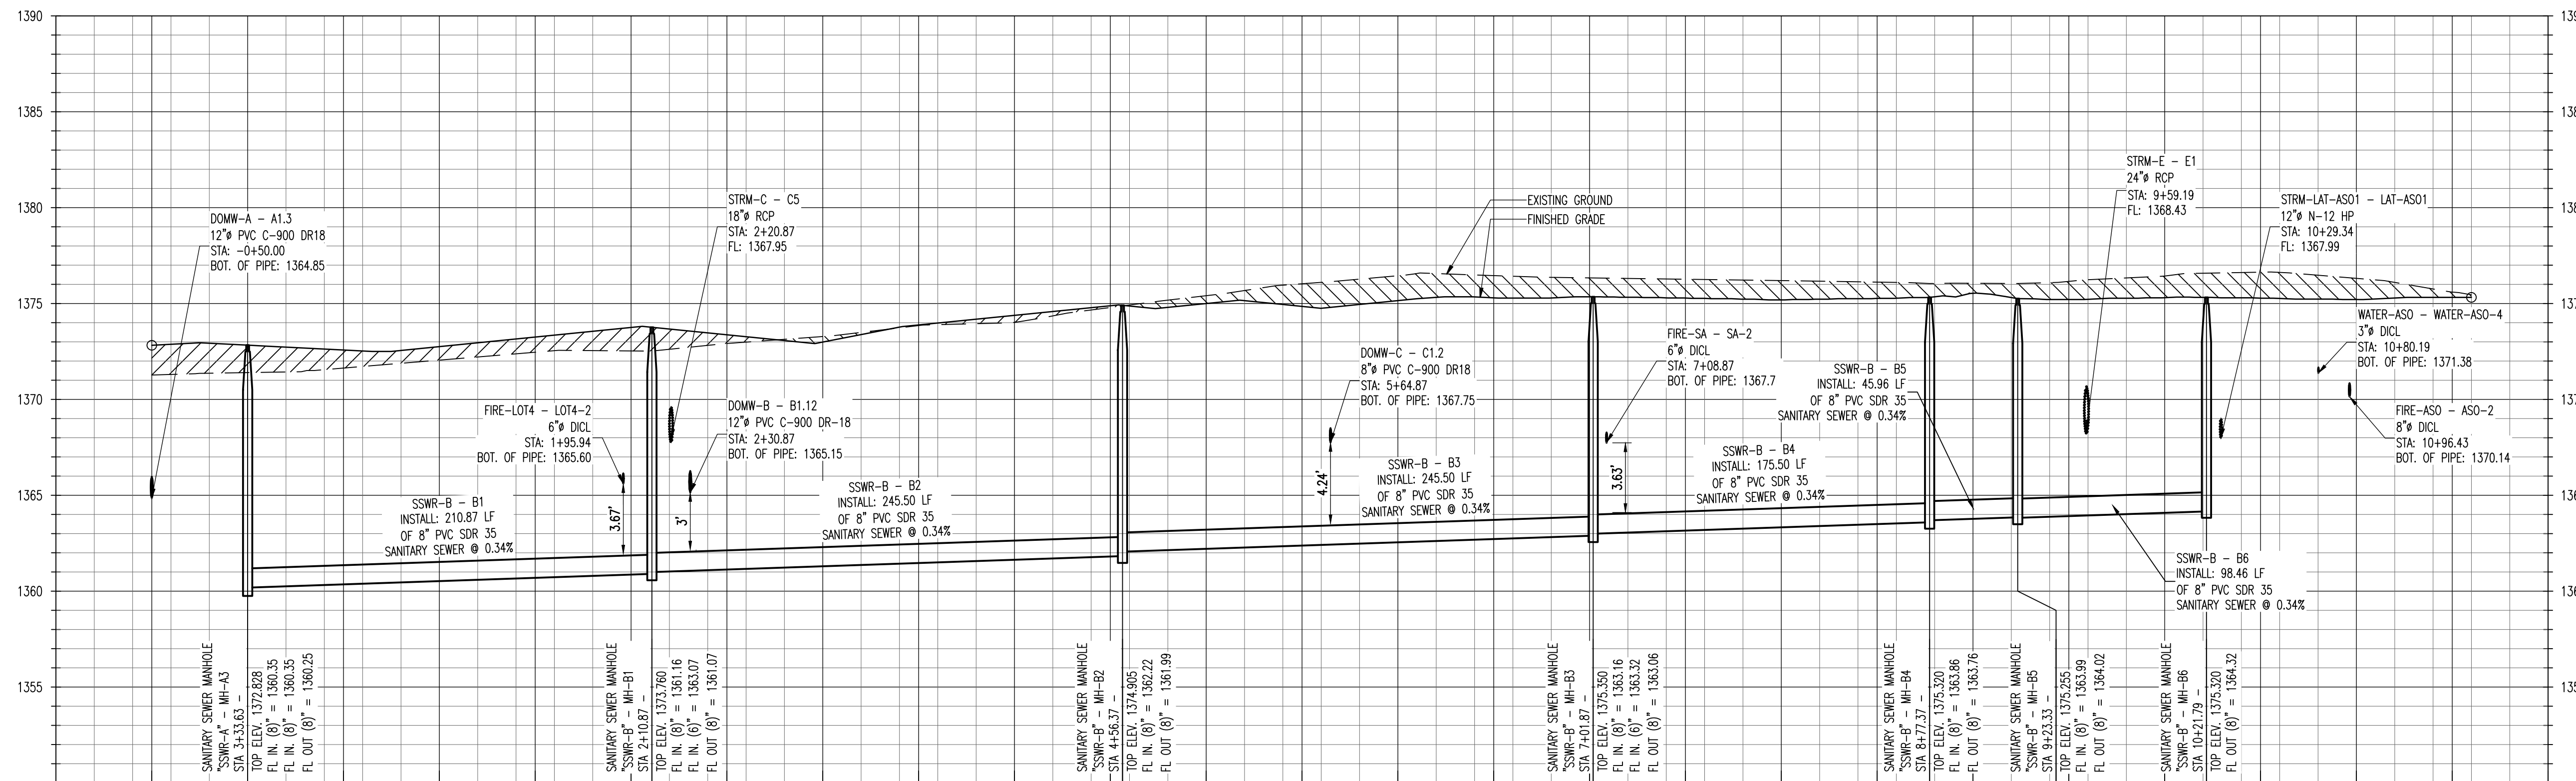 1390
1385
1380
1375
1370
1365
1360
1355
DOMW-A - A1.3
12"ø PVC C-900 DR18
STA: -0+50.00
BOT. OF PIPE: 1364.85
FIRE-LOT4 - LOT4-2
6"ø DICL
STA: 1+95.94
BOT. OF PIPE: 1365.60
SSWR-B - B1
INSTALL: 210.87 LF
OF 8" PVC SDR 35
SANITARY SEWER @ 0.34%
3.67'
STRM-C - C5
18"ø RCP
STA: 2+20.87
FL: 1367.95
DOMW-B - B1.12
12"ø PVC C-900 DR-18
STA: 2+30.87
BOT. OF PIPE: 1365.15
3'
SSWR-B - B2
INSTALL: 245.50 LF
OF 8" PVC SDR 35
SANITARY SEWER @ 0.34%
EXISTING GROUND
FINISHED GRADE
DOMW-C - C1.2
8"ø PVC C-900 DR18
STA: 5+64.87
BOT. OF PIPE: 1367.75
4.24'
SSWR-B - B3
INSTALL: 245.50 LF
OF 8" PVC SDR 35
SANITARY SEWER @ 0.34%
FIRE-SA - SA-2
6"ø DICL
STA: 7+08.87
BOT. OF PIPE: 1367.7
3.63'
SSWR-B - B4
INSTALL: 175.50 LF
OF 8" PVC SDR 35
SANITARY SEWER @ 0.34%
SSWR-B - B5
INSTALL: 45.96 LF
OF 8" PVC SDR 35
SANITARY SEWER @ 0.34%
STRM-E - E1
24"ø RCP
STA: 9+59.19
FL: 1368.43
STRM-LAT-ASO1 - LAT-ASO1
12"ø N-12 HP
STA: 10+29.34
FL: 1367.99
WATER-ASO - WATER-ASO-4
3"ø DICL
STA: 10+80.19
BOT. OF PIPE: 1371.38
FIRE-ASO - ASO-2
8"ø DICL
STA: 10+96.43
BOT. OF PIPE: 1370.14
SSWR-B - B6
INSTALL: 98.46 LF
OF 8" PVC SDR 35
SANITARY SEWER @ 0.34%
SANITARY SEWER MANHOLE
"SSWR-A" - MH-A3
STA 3+33.63 -
TOP ELEV. 1372.828
FL IN. (8)" = 1360.35
FL IN. (8)" = 1360.35
FL OUT (8)" = 1360.25
SANITARY SEWER MANHOLE
"SSWR-B" - MH-B1
STA 2+10.87 -
TOP ELEV. 1373.760
FL IN. (8)" = 1361.16
FL IN. (6)" = 1363.07
FL OUT (8)" = 1361.07
SANITARY SEWER MANHOLE
"SSWR-B" - MH-B2
STA 4+56.37 -
TOP ELEV. 1374.905
FL IN. (8)" = 1362.22
FL OUT (8)" = 1361.99
SANITARY SEWER MANHOLE
"SSWR-B" - MH-B3
STA 7+01.87 -
TOP ELEV. 1375.350
FL IN. (8)" = 1363.16
FL IN. (6)" = 1363.32
FL OUT (8)" = 1363.06
SANITARY SEWER MANHOLE
"SSWR-B" - MH-B4
STA 8+77.37 -
TOP ELEV. 1375.320
FL IN. (8)" = 1363.86
FL OUT (8)" = 1363.76
SANITARY SEWER MANHOLE
"SSWR-B" - MH-B5
STA 9+23.33 -
TOP ELEV. 1375.255
FL IN. (8)" = 1363.99
FL OUT (8)" = 1364.02
SANITARY SEWER MANHOLE
"SSWR-B" - MH-B6
STA 10+21.79 -
TOP ELEV. 1375.320
FL OUT (8)" = 1364.32